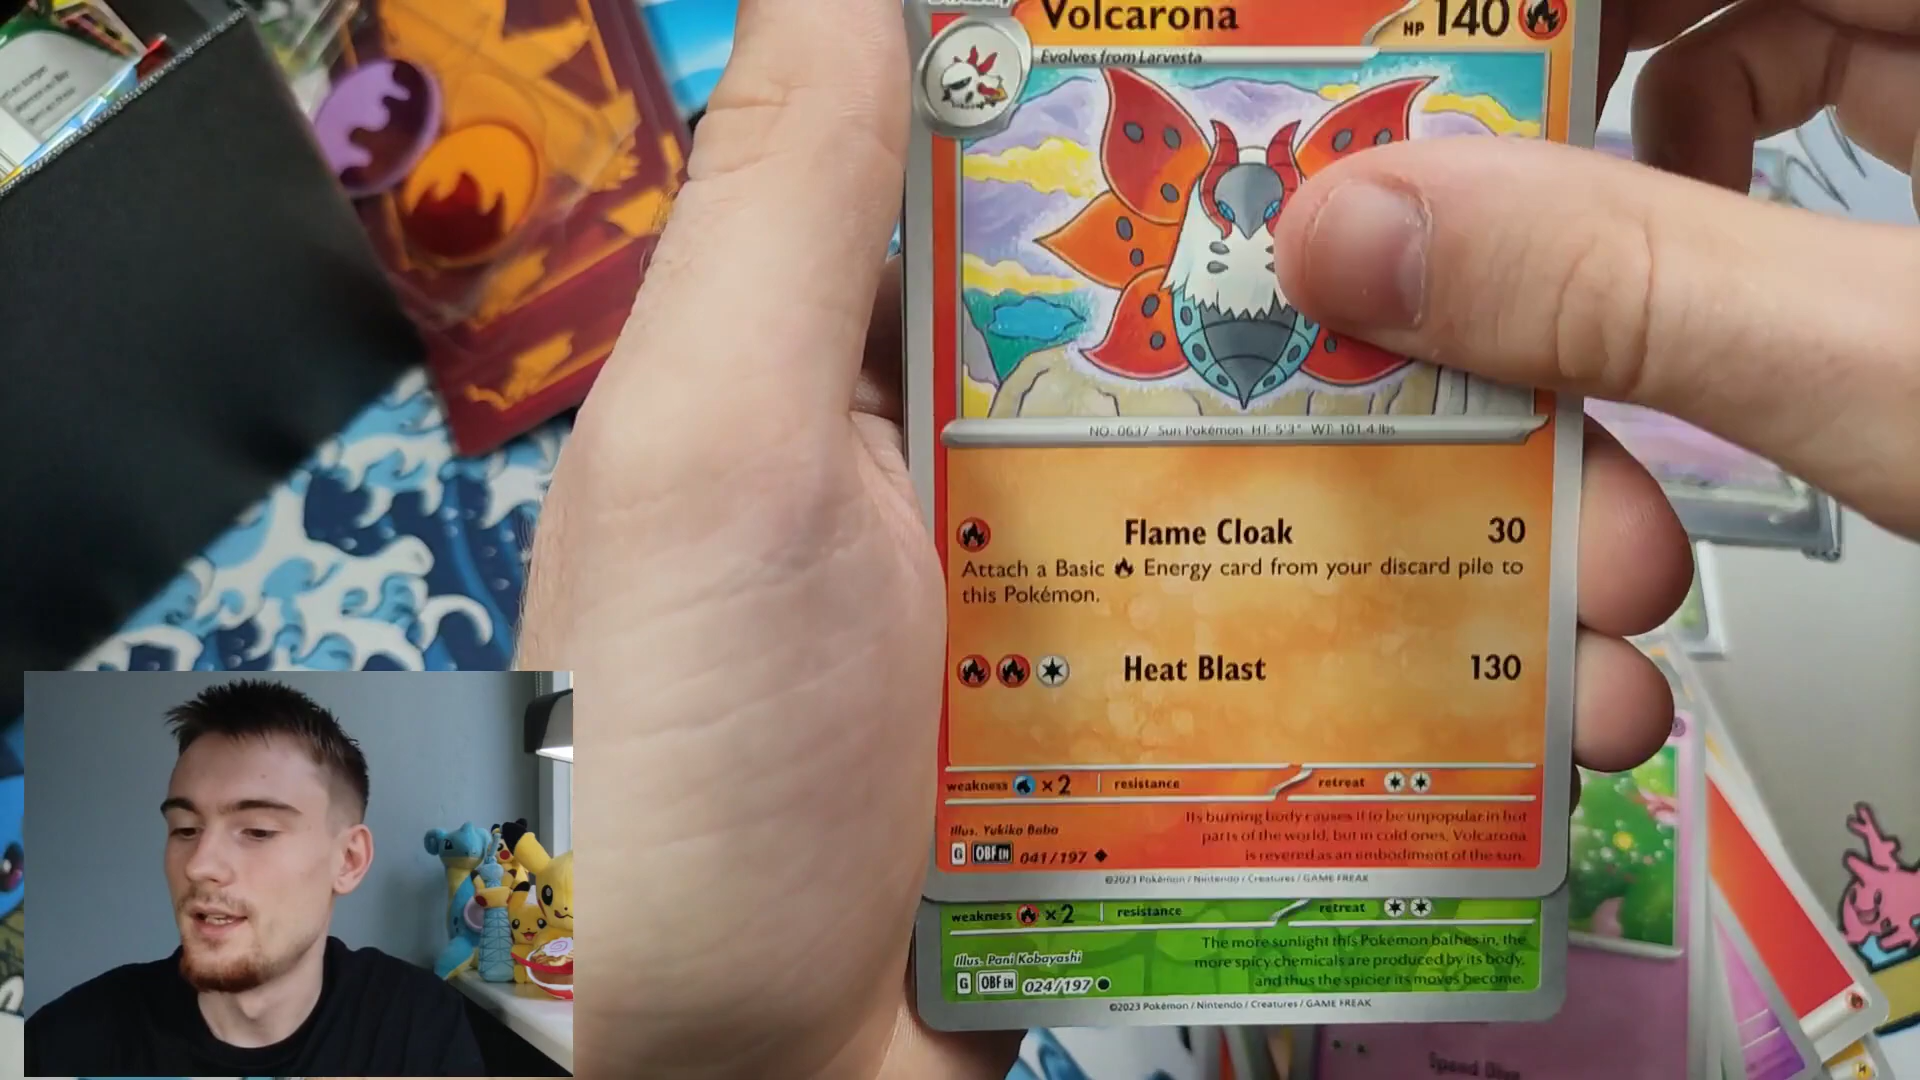 Volcarona HP 140
Evolves from Larvesta
NO. 0637 Sun Pokémon HT: 5'3" WT: 101.4 lbs
Flame Cloak 30
Attach a Basic Energy card from your discard pile to
this Pokémon.
Heat Blast 130
weakness ×2 resistance retreat
Its burning body causes it to be unpopular in hot
parts of the world, but in cold ones, Volcarona
is revered as an embodiment of the sun.
Illus. Yukiko Baba
G OBF EN 041/197
©2023 Pokémon / Nintendo / Creatures / GAME FREAK
weakness ×2 resistance retreat
The more sunlight this Pokémon bathes in, the
more spicy chemicals are produced by its body,
and thus the spicier its moves become.
Illus. Pani Kobayashi
G OBF EN 024/197
©2023 Pokémon / Nintendo / Creatures / GAME FREAK